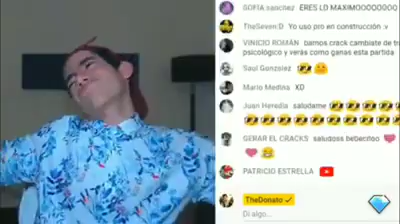 SOFIA sanchez ERES LO MAXIMOOOOOOO
TheSeven:D Yo uso pro en construcción :v
VINICIO ROMÁN bamos.crack cambiate de t
psicológico y verás como ganas esta partida
Saul Gonzalez
Mario Medina XD
Juan Heredia saludame
GERAR EL CRACKS saludoss bebecitoo
PATRICIO ESTRELLA
TheDonato
Di algo...